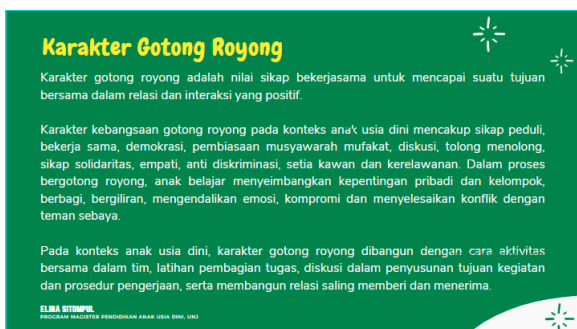 Karakter Gotong Royong
Karakter gotong royong adalah nilai sikap bekerjasama untuk mencapai suatu tujuan
bersama dalam relasi dan interaksi yang positif.
Karakter kebangsaan gotong royong pada konteks anak usia dini mencakup sikap peduli,
bekerja sama, demokrasi, pembiasaan musyawarah mufakat, diskusi, tolong menolong,
sikap solidaritas, empati, anti diskriminasi, setia kawan dan kerelawanan. Dalam proses
bergotong royong, anak belajar menyeimbangkan kepentingan pribadi dan kelompok,
berbagi, bergiliran, mengendalikan emosi, kompromi dan menyelesaikan konflik dengan
teman sebaya.
Pada konteks anak usia dini, karakter gotong royong dibangun dengan cara aktivitas
bersama dalam tim, latihan pembagian tugas, diskusi dalam penyusunan tujuan kegiatan
dan prosedur pengerjaan, serta membangun relasi saling memberi dan menerima.
ELINA SITOMPUL
PROGRAM MAGISTER PENDIDIKAN ANAK USIA DINI, UNJ